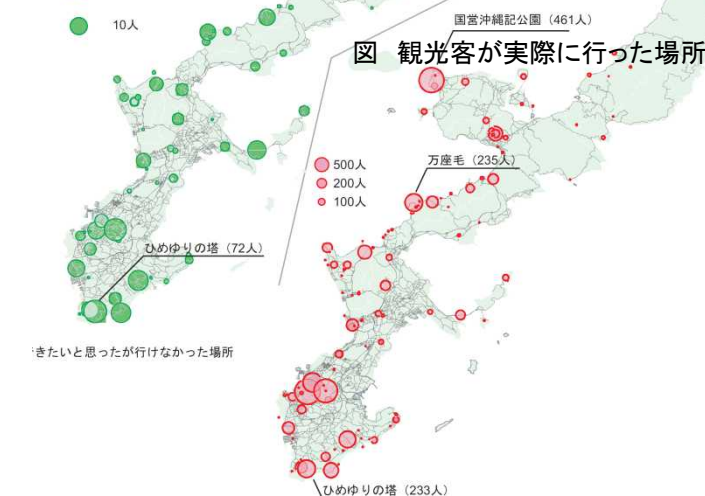 10人
ひめゆりの塔（72人）
きたいと思ったが行けなかった場所
国営沖縄記公園（461人）
図　観光客が実際に行った場所
500人
200人
100人
万座毛（235人）
ひめゆりの塔（233人）